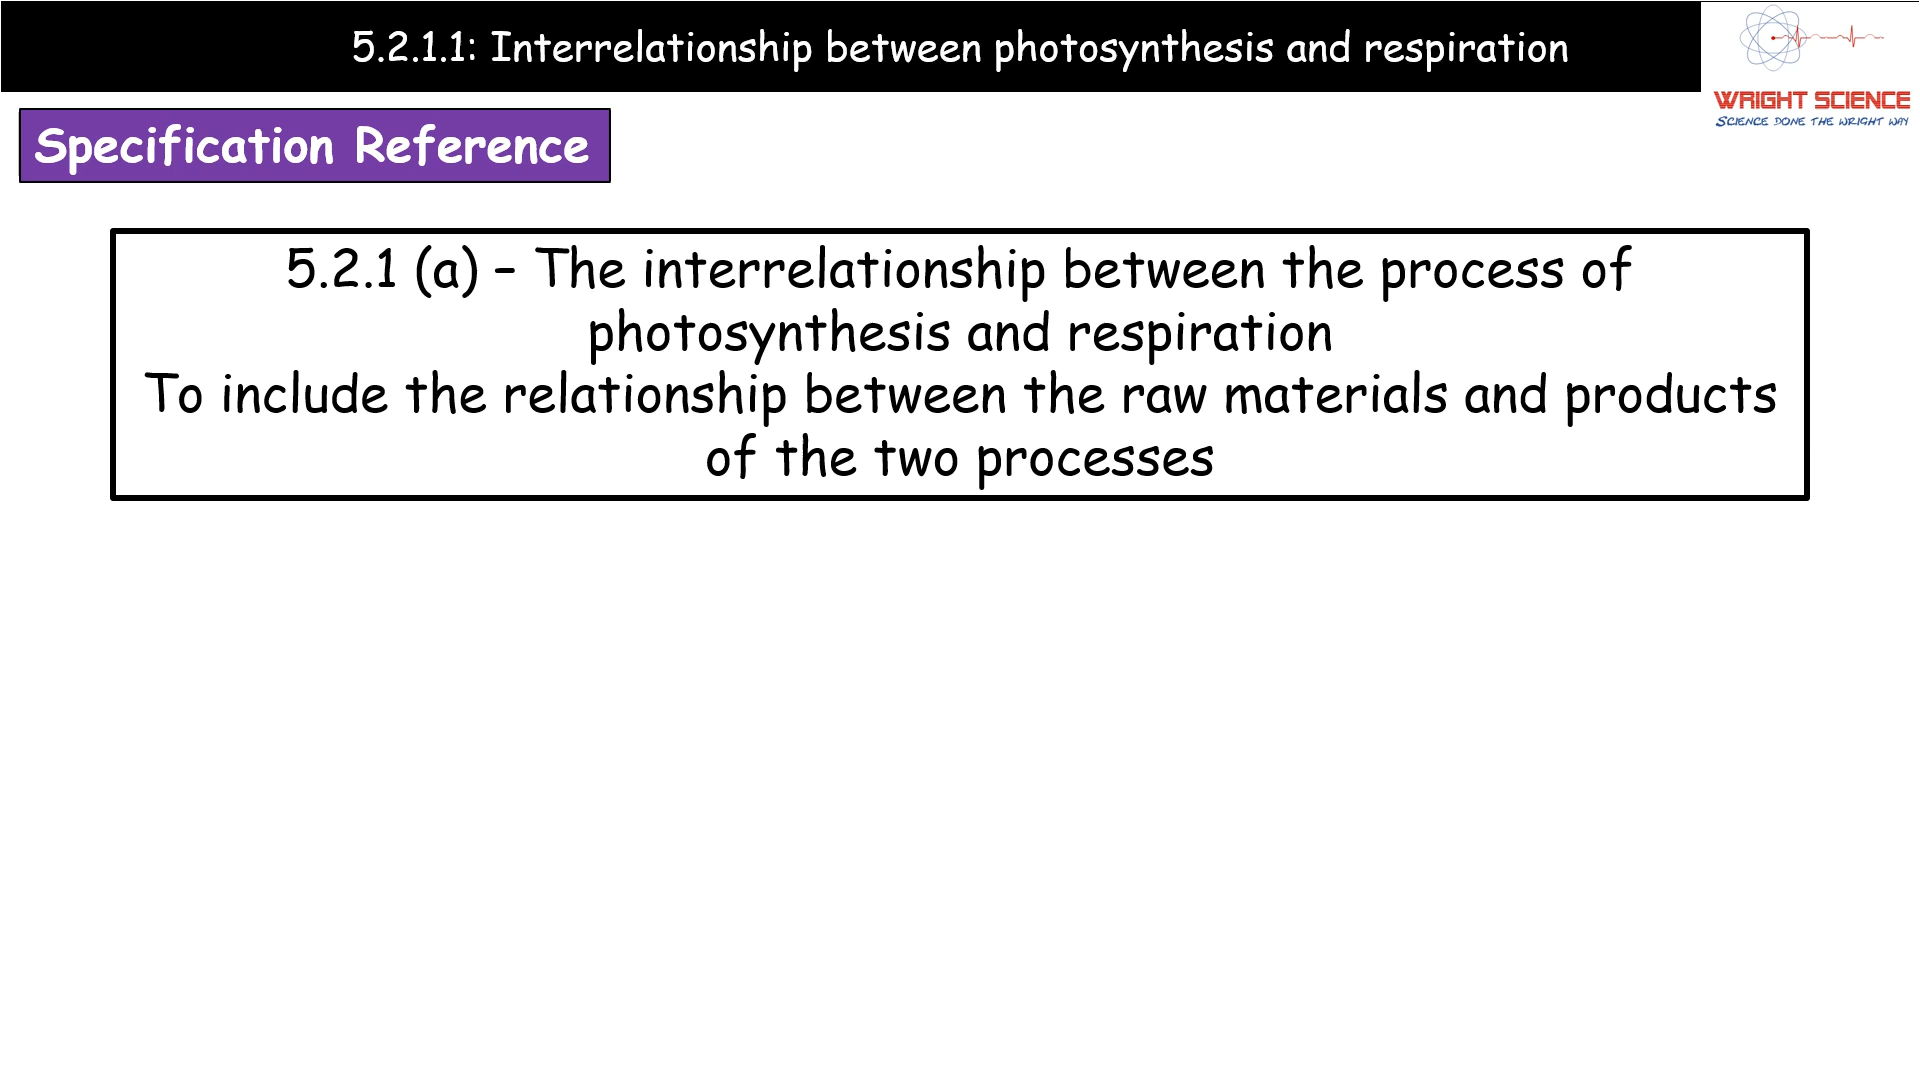 5.2.1.1: Interrelationship between photosynthesis and respiration
WRIGHT SCIENCE
SCIENCE DONE THE WRIGHT WAY
Specification Reference
5.2.1 (a) – The interrelationship between the process of
photosynthesis and respiration
To include the relationship between the raw materials and products
of the two processes